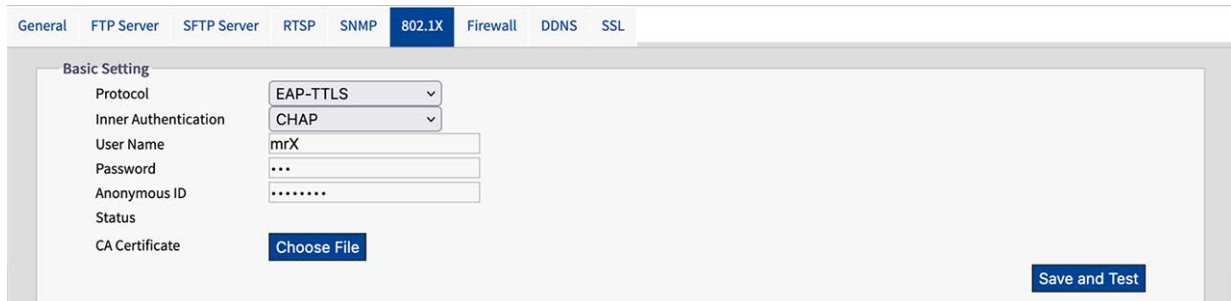 General FTP Server SFTP Server RTSP SNMP 802.1X Firewall DDNS SSL
Basic Setting
Protocol EAP-TTLS
Inner Authentication CHAP
User Name mrX
Password •••
Anonymous ID ••••••••
Status
CA Certificate Choose File
Save and Test